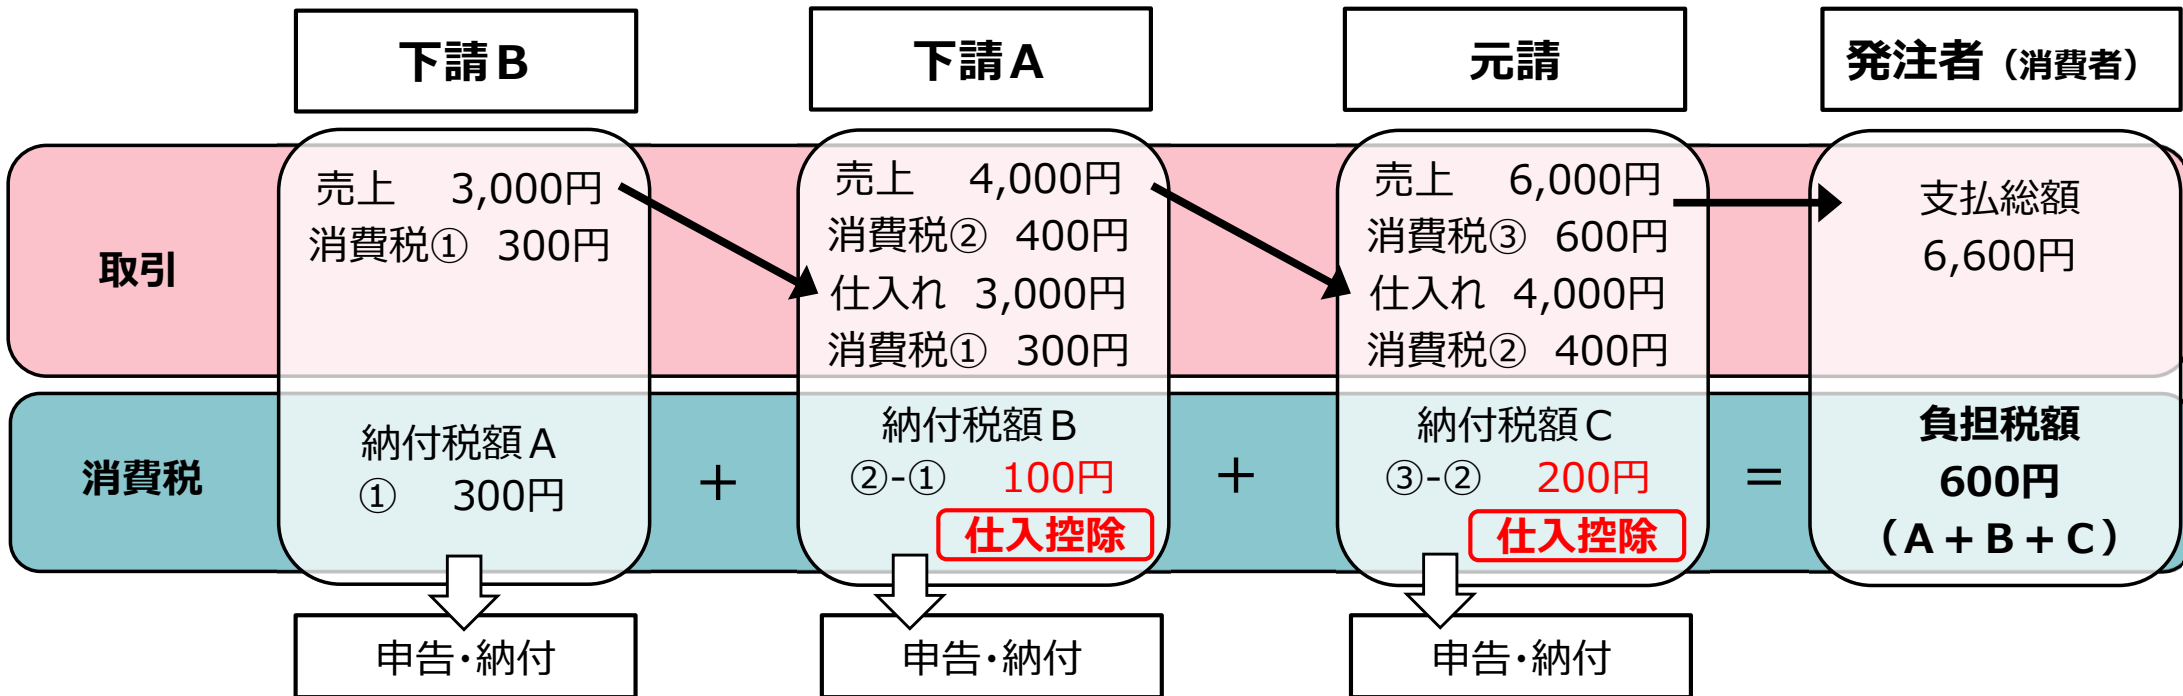 下請B
下請A
元請
発注者（消費者）
取引
売上 3,000円
消費税① 300円
売上 4,000円
消費税② 400円
仕入れ 3,000円
消費税① 300円
売上 6,000円
消費税③ 600円
仕入れ 4,000円
消費税② 400円
支払総額
6,600円
消費税
納付税額A
① 300円
+
納付税額B
②-① 100円
仕入控除
+
納付税額C
③-② 200円
仕入控除
=
負担税額
600円
（A+B+C）
申告・納付
申告・納付
申告・納付